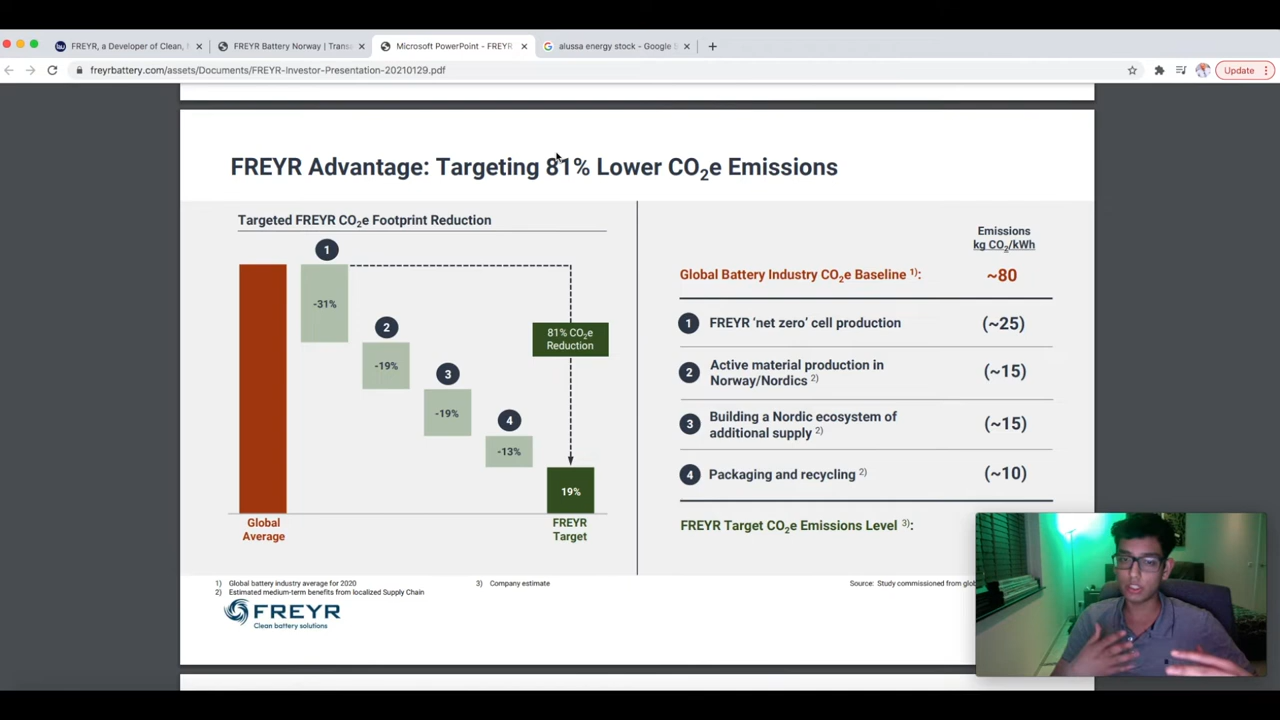 FREYR, a Developer of Clean,
FREYR Battery Norway | Transa
Microsoft PowerPoint - FREYR
alussa energy stock - Google
freyrbattery.com/assets/Documents/FREYR-Investor-Presentation-20210129.pdf
Update
FREYR Advantage: Targeting 81% Lower CO2e Emissions
Targeted FREYR CO2e Footprint Reduction
1
-31%
2
-19%
3
-19%
4
-13%
81% CO2e
Reduction
19%
Global
Average
FREYR
Target
Emissions
kg CO2/kWh
Global Battery Industry CO2e Baseline 1): ~80
1 FREYR ‘net zero’ cell production (~25)
2 Active material production in
Norway/Nordics 2) (~15)
3 Building a Nordic ecosystem of
additional supply 2) (~15)
4 Packaging and recycling 2) (~10)
FREYR Target CO2e Emissions Level 3):
1) Global battery industry average for 2020
2) Estimated medium-term benefits from localized Supply Chain
3) Company estimate
Source: Study commissioned from glob
FREYR
Clean battery solutions